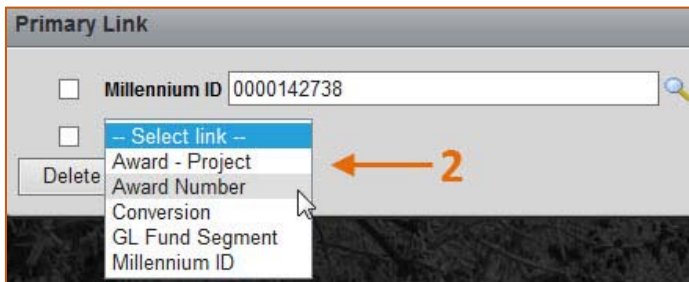 Primary Link
Millennium ID 0000142738
-- Select link --
Award - Project
2
Delete
Award Number
Conversion
GL Fund Segment
Millennium ID